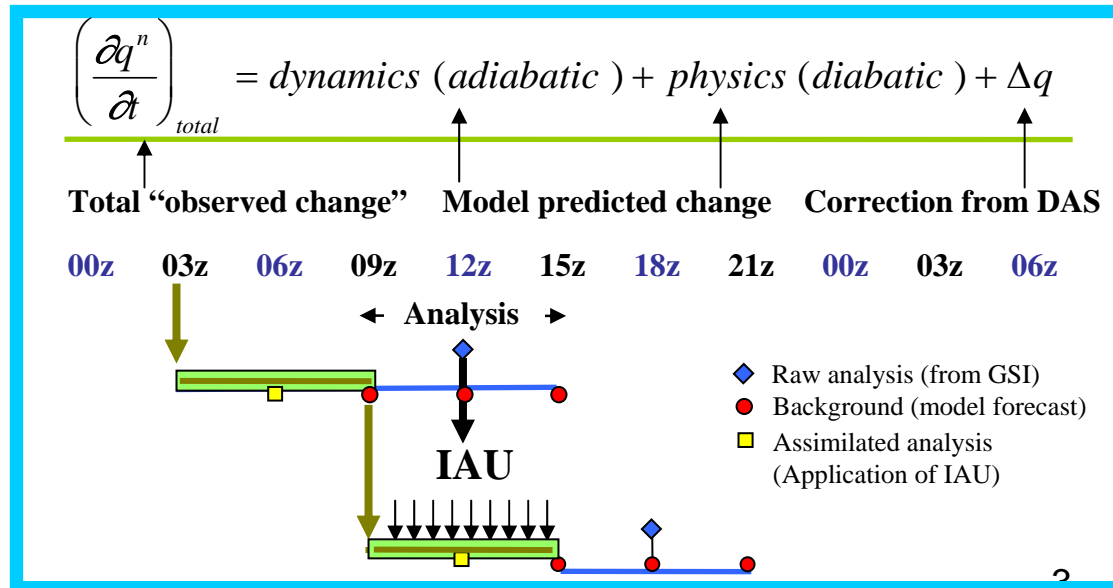 (∂qⁿ/∂t)total = dynamics (adiabatic) + physics (diabatic) + Δq
Total “observed change” Model predicted change Correction from DAS
00z 03z 06z 09z 12z 15z 18z 21z 00z 03z 06z
Analysis
Raw analysis (from GSI)
Background (model forecast)
Assimilated analysis
(Application of IAU)
IAU